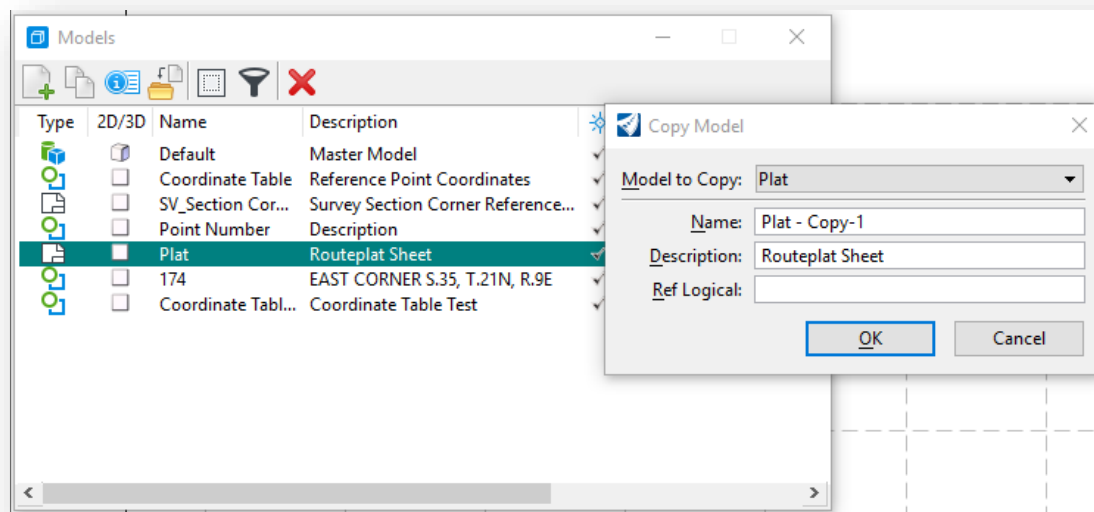 Models
Type 2D/3D Name Description
Default Master Model
Coordinate Table Reference Point Coordinates
SV_Section Cor... Survey Section Corner Reference...
Point Number Description
Plat Routeplat Sheet
174 EAST CORNER S.35, T.21N, R.9E
Coordinate Tabl... Coordinate Table Test
Copy Model
Model to Copy: Plat
Name: Plat - Copy-1
Description: Routeplat Sheet
Ref Logical:
OK Cancel